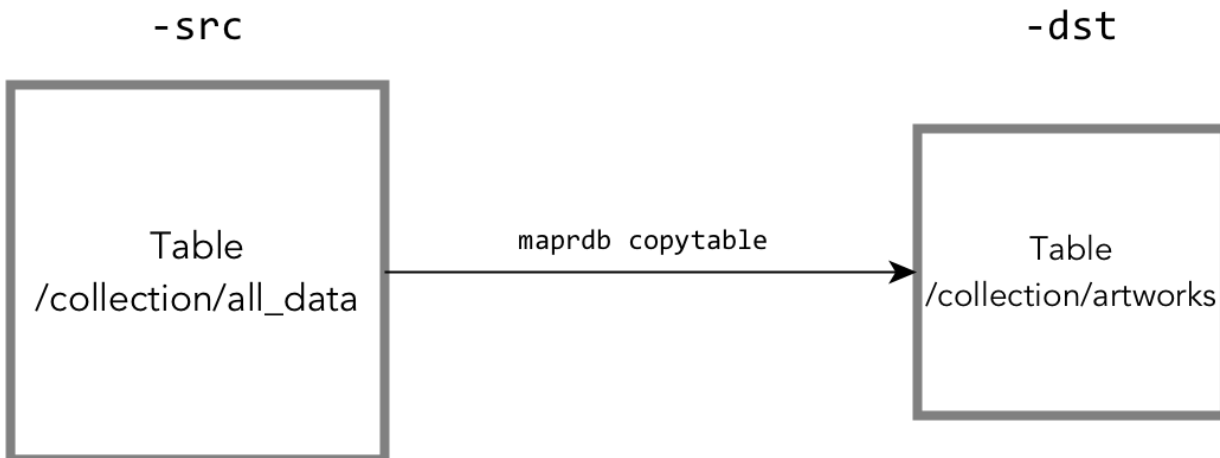 -src
-dst
Table
/collection/all_data
maprdb copytable
Table
/collection/artworks